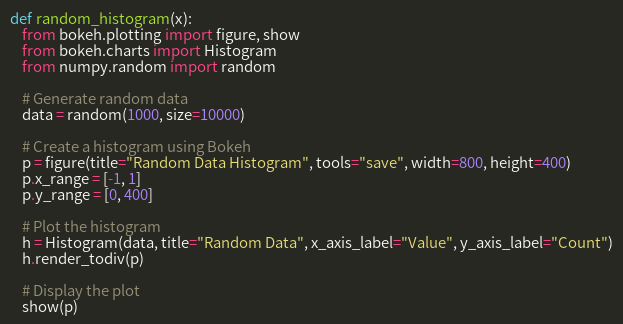 def random_histogram(x):
    from bokeh.plotting import figure, show
    from bokeh.charts import Histogram
    from numpy.random import random

    # Generate random data
    data = random(1000, size=10000)

    # Create a histogram using Bokeh
    p = figure(title="Random Data Histogram", tools="save", width=800, height=400)
    p.x_range = [-1, 1]
    p.y_range = [0, 400]

    # Plot the histogram
    h = Histogram(data, title="Random Data", x_axis_label="Value", y_axis_label="Count")
    h.render_todiv(p)

    # Display the plot
    show(p)